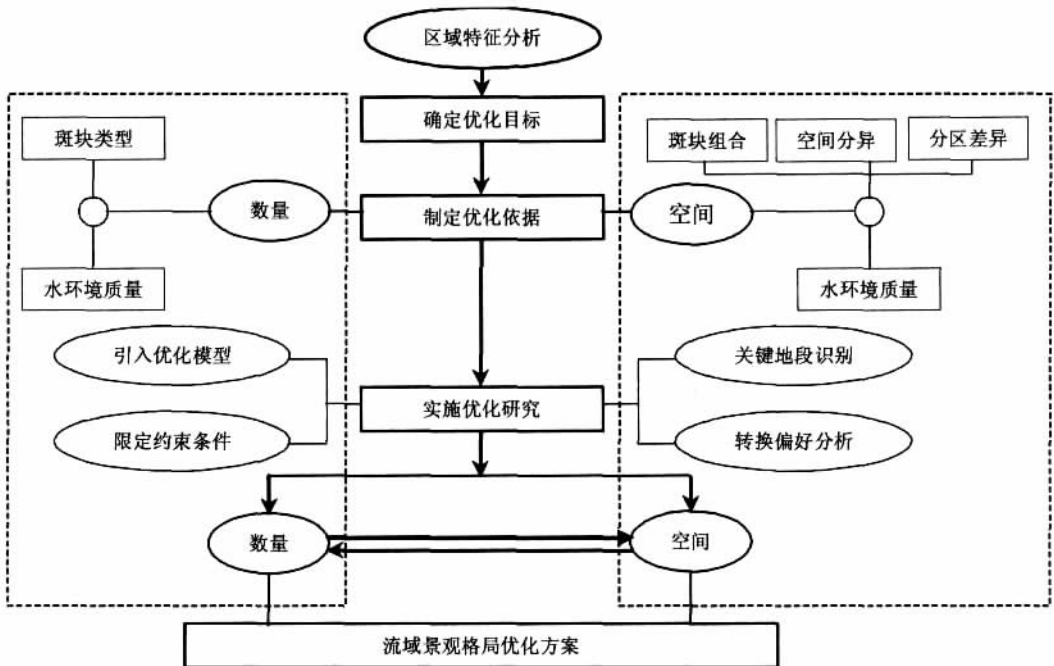 区域特征分析
确定优化目标
斑块类型
斑块组合
空间分异
分区差异
数量
制定优化依据
空间
水环境质量
水环境质量
引入优化模型
关键地段识别
实施优化研究
限定约束条件
转换偏好分析
数量
空间
流域景观格局优化方案